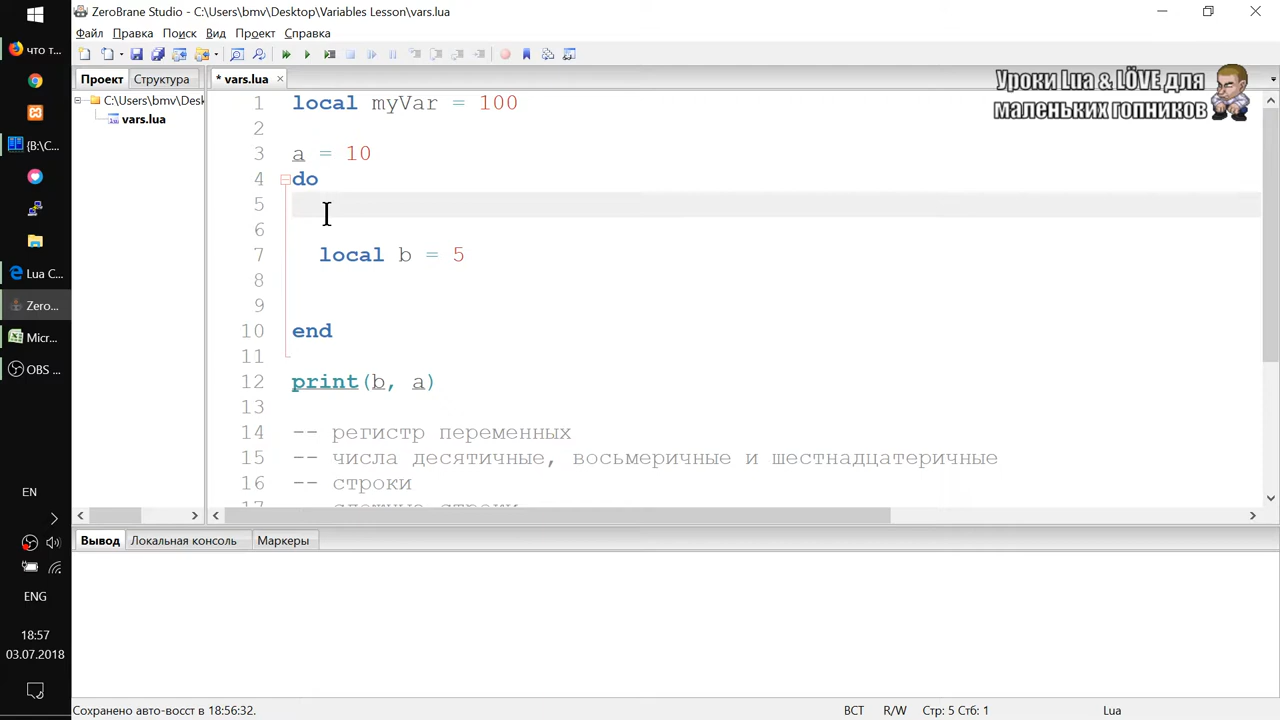 ZeroBrane Studio - C:\Users\bmv\Desktop\Variables Lesson\vars.lua
Файл Правка Поиск Вид Проект Справка
что т...
Проект Структура
* vars.lua
C:\Users\bmv\Desk
vars.lua
Уроки Lua & LÖVE для
маленьких гопников
1 local myVar = 100
2
3 a = 10
4 do
5
6
7 local b = 5
8
9
10 end
11
12 print(b, a)
13
14 -- регистр переменных
15 -- числа десятичные, восьмеричные и шестнадцатеричные
16 -- строки
{B:\C...
Lua C...
Zero...
Micr...
OBS ...
EN
ENG
18:57
03.07.2018
Вывод Локальная консоль Маркеры
Сохранено авто-восст в 18:56:32.
ВСТ R/W Стр: 5 Стб: 1 Lua